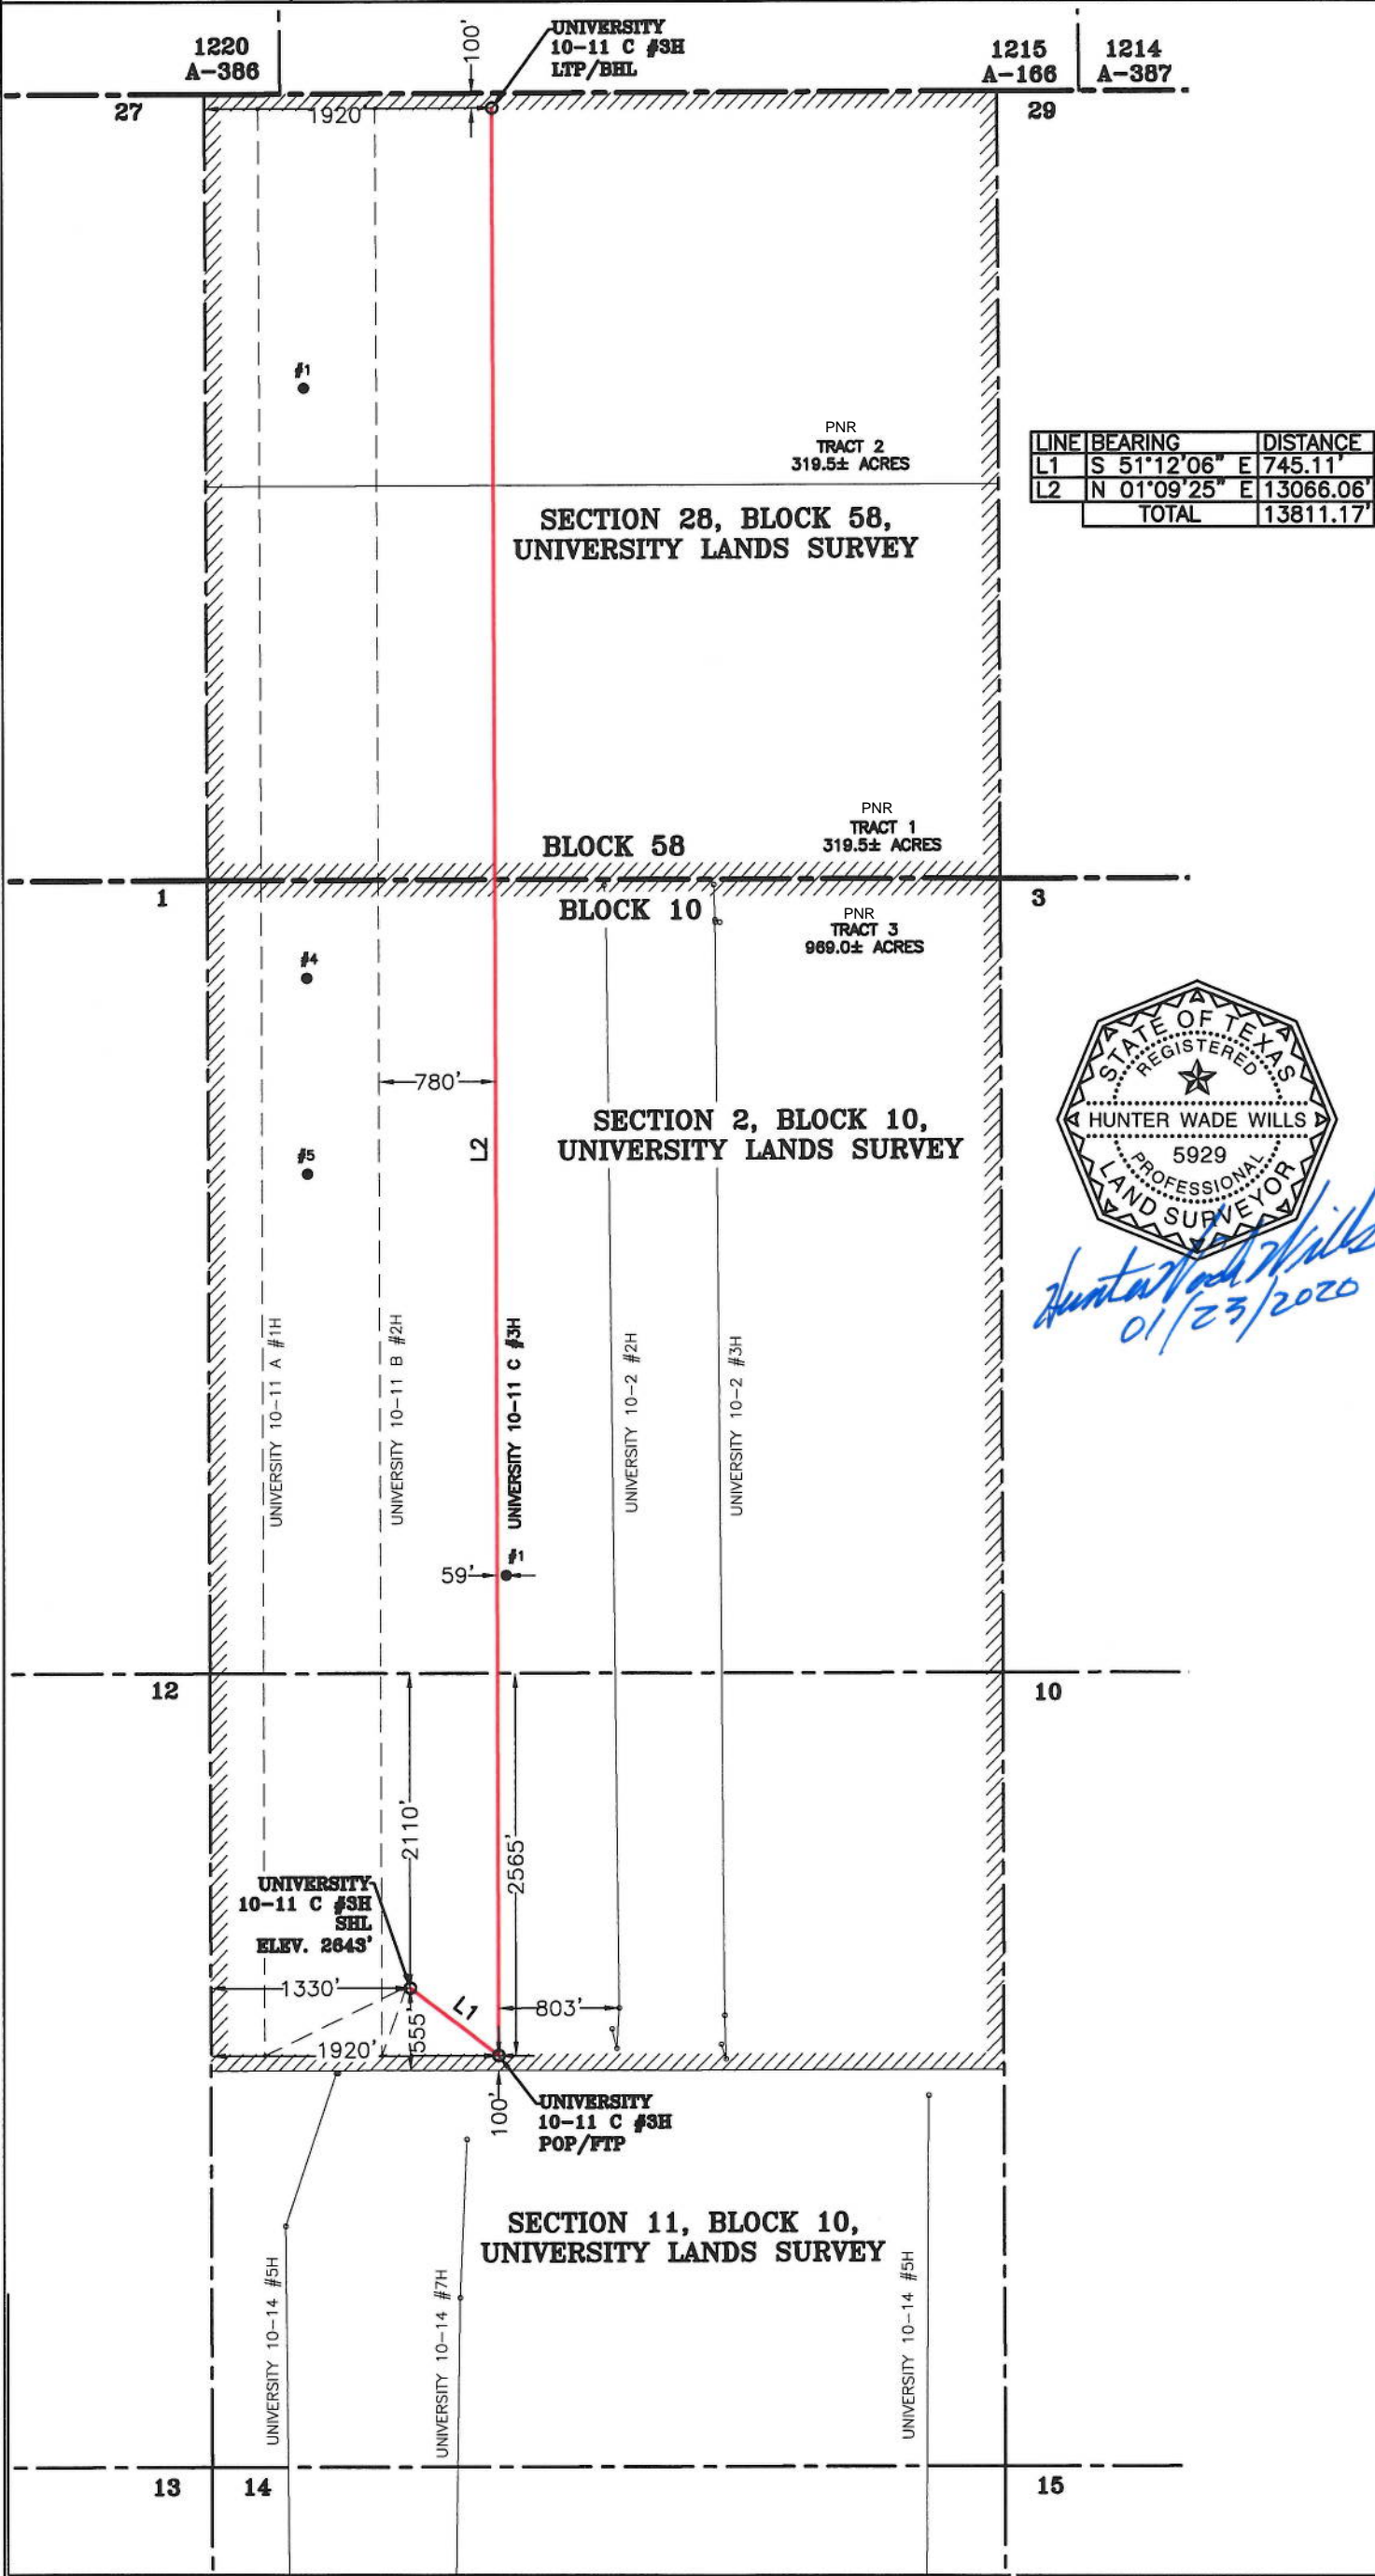 1220
A-386
100'
UNIVERSITY
10-11 C #3H
LTP/BHL
1215
A-166
1214
A-387
27
1920'
29
#1
PNR
TRACT 2
319.5± ACRES
LINE BEARING DISTANCE
L1 S 51°12'06" E 745.11'
L2 N 01°09'25" E 13066.06'
TOTAL 13811.17'
SECTION 28, BLOCK 58,
UNIVERSITY LANDS SURVEY
PNR
TRACT 1
319.5± ACRES
BLOCK 58
1
3
BLOCK 10
PNR
TRACT 3
969.0± ACRES
#4
780'
L2
SECTION 2, BLOCK 10,
UNIVERSITY LANDS SURVEY
STATE OF TEXAS
REGISTERED
HUNTER WADE WILLS
5929
PROFESSIONAL
LAND SURVEYOR
Hunter Wade Wills
01/23/2020
#5
UNIVERSITY 10-11 A #1H
UNIVERSITY 10-11 B #2H
UNIVERSITY 10-11 C #3H
UNIVERSITY 10-2 #2H
UNIVERSITY 10-2 #3H
#1
59'
12
10
2110'
2565'
UNIVERSITY
10-11 C #3H
SHL
ELEV. 2643'
1330'
L1
803'
555'
1920'
100'
UNIVERSITY
10-11 C #3H
POP/FTP
SECTION 11, BLOCK 10,
UNIVERSITY LANDS SURVEY
UNIVERSITY 10-14 #5H
UNIVERSITY 10-14 #7H
UNIVERSITY 10-14 #5H
13
14
15